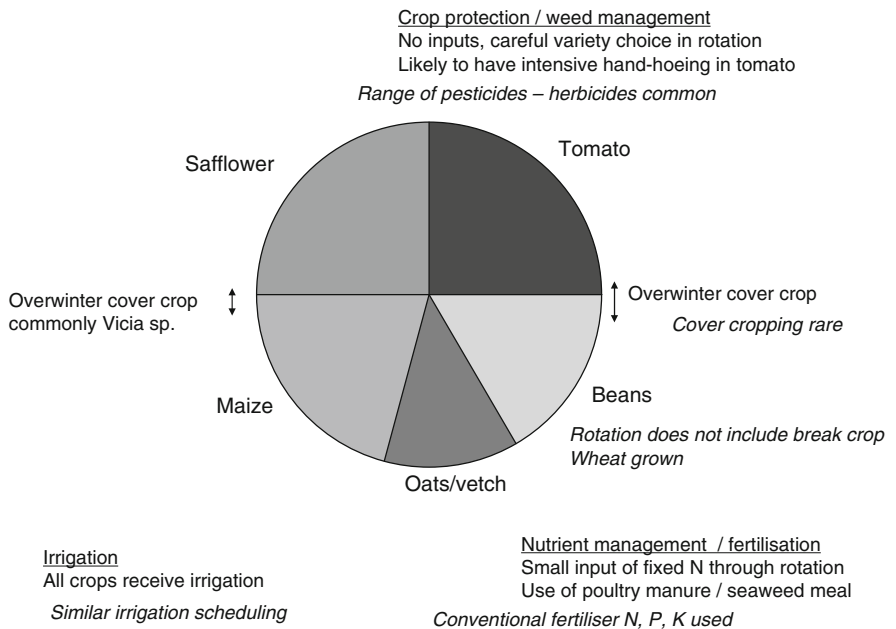 Crop protection / weed management
No inputs, careful variety choice in rotation
Likely to have intensive hand-hoeing in tomato
Range of pesticides – herbicides common
Safflower
Tomato
Overwinter cover crop
commonly Vicia sp.
Overwinter cover crop
Cover cropping rare
Maize
Beans
Rotation does not include break crop
Wheat grown
Oats/vetch
Irrigation
All crops receive irrigation
Similar irrigation scheduling
Nutrient management / fertilisation
Small input of fixed N through rotation
Use of poultry manure / seaweed meal
Conventional fertiliser N, P, K used